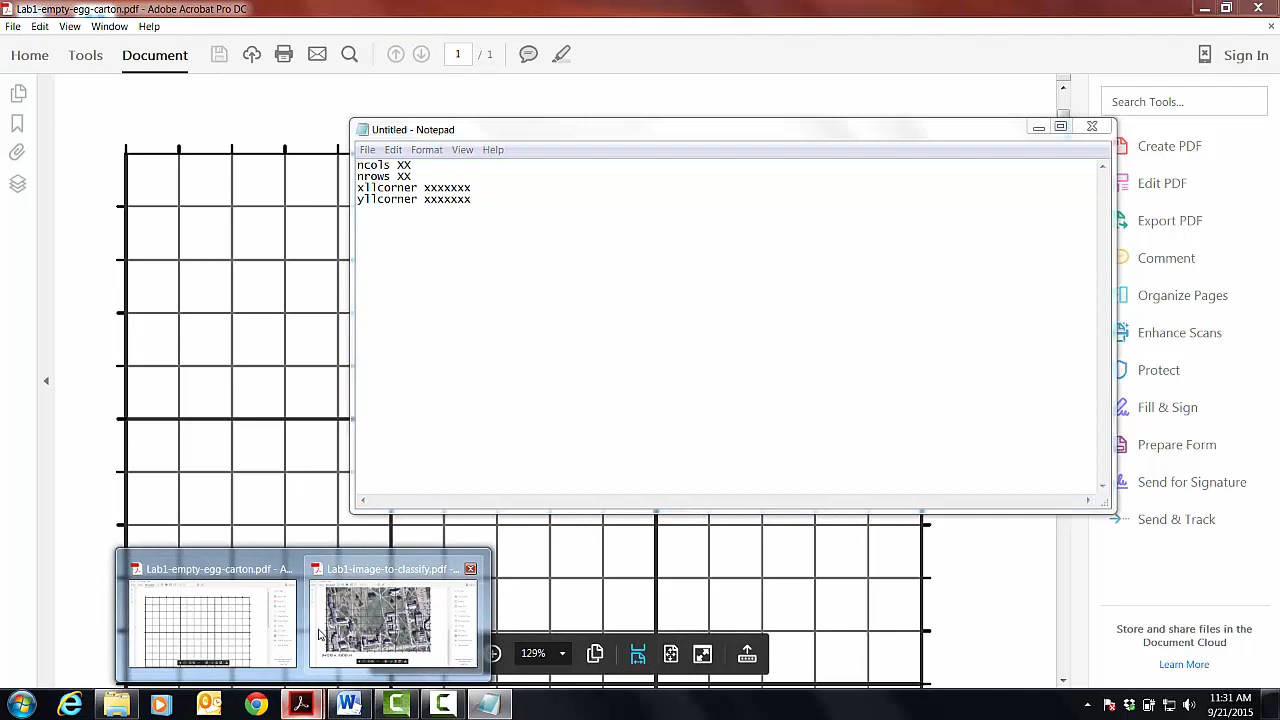 Lab1-empty-egg-carton.pdf - Adobe Acrobat Pro DC
File Edit View Window Help
Home Tools Document 1 / 1 Sign In
Search Tools...
Untitled - Notepad
File Edit Format View Help
ncols XX
nrows XX
xllcorner xxxxxxx
yllcorner xxxxxxx
Create PDF
Edit PDF
Export PDF
Comment
Organize Pages
Enhance Scans
Protect
Fill & Sign
Prepare Form
Send for Signature
Send & Track
Lab1-empty-egg-carton.pdf - A...
Lab1-image-to-classify.pdf -...
129%
Store and share files in the
Document Cloud
Learn More
11:31 AM
9/21/2015